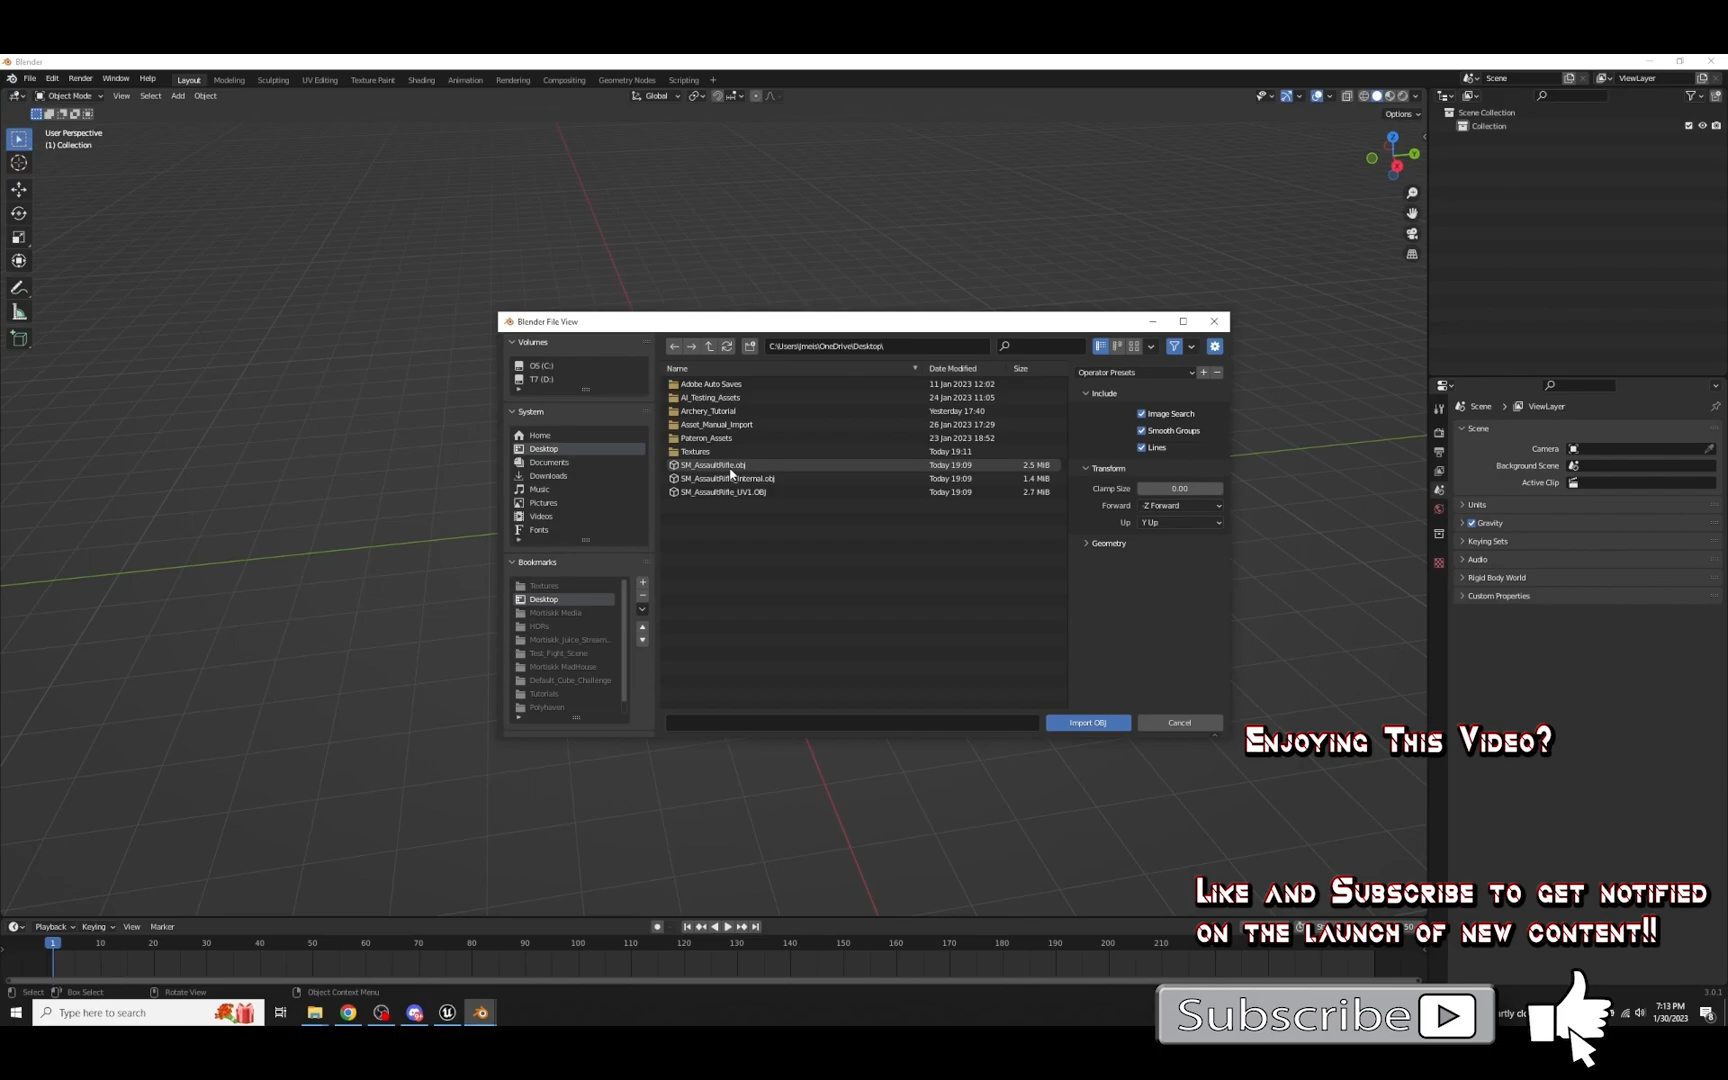 Blender
File Edit Render Window Help Layout Modeling Sculpting UV Editing Texture Paint Shading Animation Rendering Compositing Geometry Nodes Scripting + Scene ViewLayer
Object Mode View Select Add Object Global
Options
User Perspective
(1) Collection
Scene Collection
Collection
Z
Y
X
Blender File View
Volumes
OS (C:)
T7 (D:)
System
Home
Desktop
Documents
Downloads
Music
Pictures
Videos
Fonts
Bookmarks
Textures
Desktop
Mortiskk Media
HDRs
Mortiskk_Juice_Stream...
Test_Fight_Scene
Mortiskk MadHouse
Default_Cube_Challenge
Tutorials
Polyhaven
C:\Users\Jmeis\OneDrive\Desktop\
Name Date Modified Size
Adobe Auto Saves 11 Jan 2023 12:02
AI_Testing_Assets 24 Jan 2023 11:05
Archery_Tutorial Yesterday 17:40
Asset_Manual_Import 26 Jan 2023 17:29
Pateron_Assets 23 Jan 2023 18:52
Textures Today 19:11
SM_AssaultRifle.obj Today 19:09 2.5 MiB
SM_AssaultRifle_Internal.obj Today 19:09 1.4 MiB
SM_AssaultRifle_UV1.OBJ Today 19:09 2.7 MiB
Operator Presets
Include
Image Search
Smooth Groups
Lines
Transform
Clamp Size 0.00
Forward -Z Forward
Up Y Up
Geometry
Import OBJ Cancel
Scene ViewLayer
Scene
Camera
Background Scene
Active Clip
Units
Gravity
Keying Sets
Audio
Rigid Body World
Custom Properties
Enjoying This Video?
Like and Subscribe to get notified
on the launch of new content!!
Playback Keying View Marker
1 10 20 30 40 50 60 70 80 90 100 110 120 130 140 150 160 170 180 190 200 210
Select Box Select Rotate View Object Context Menu 3.0.1
Type here to search
Subscribe
7:13 PM
1/30/2023